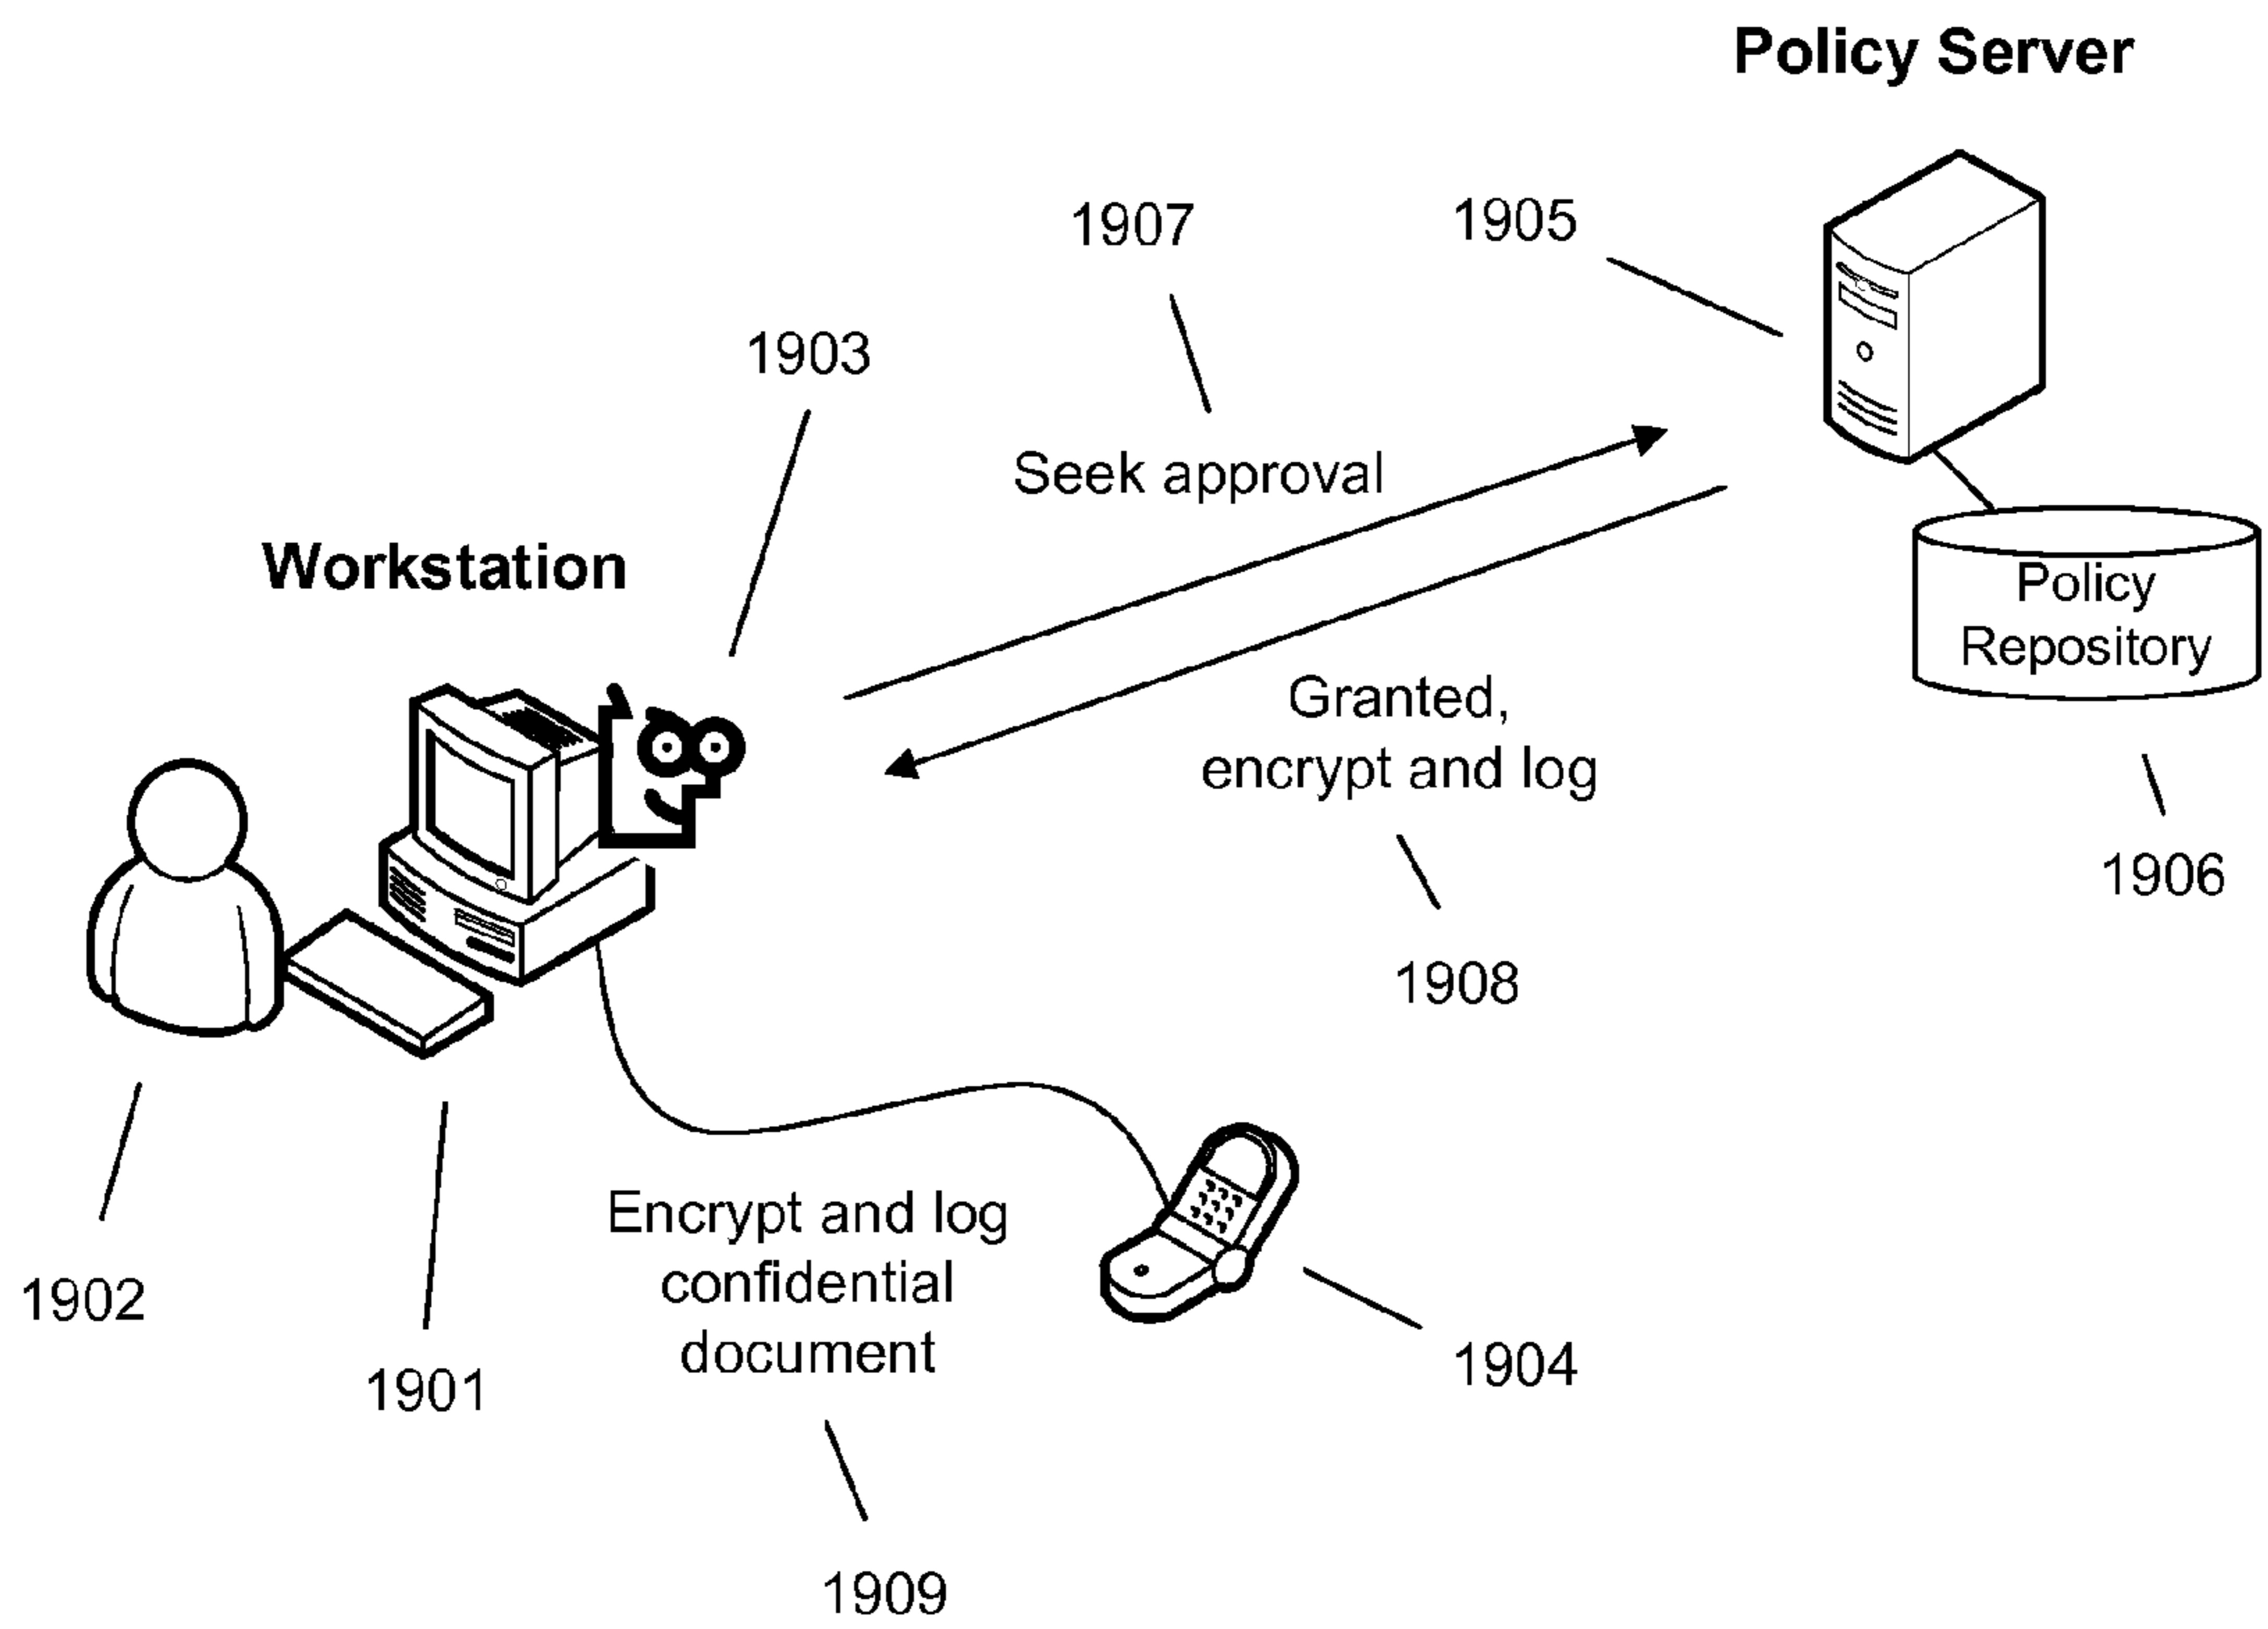 Policy Server
1907
1905
1903
Seek approval
Workstation
Policy
Repository
Granted,
encrypt and log
1906
1908
Encrypt and log
confidential
document
1902
1901
1904
1909